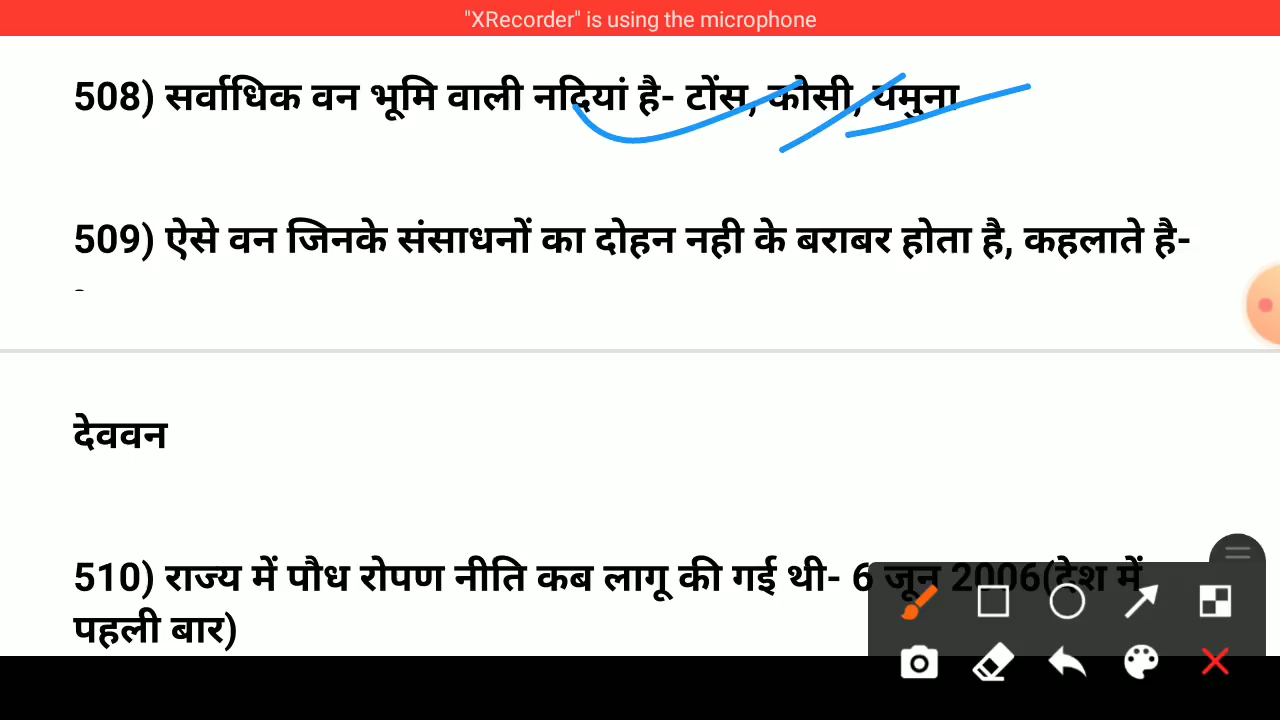 "XRecorder" is using the microphone
508) सर्वाधिक वन भूमि वाली नदियां है- टोंस, कोसी, यमुना
509) ऐसे वन जिनके संसाधनों का दोहन नही के बराबर होता है, कहलाते है-
देववन
510) राज्य में पौध रोपण नीति कब लागू की गई थी- 6 जून 2006(देश में
पहली बार)